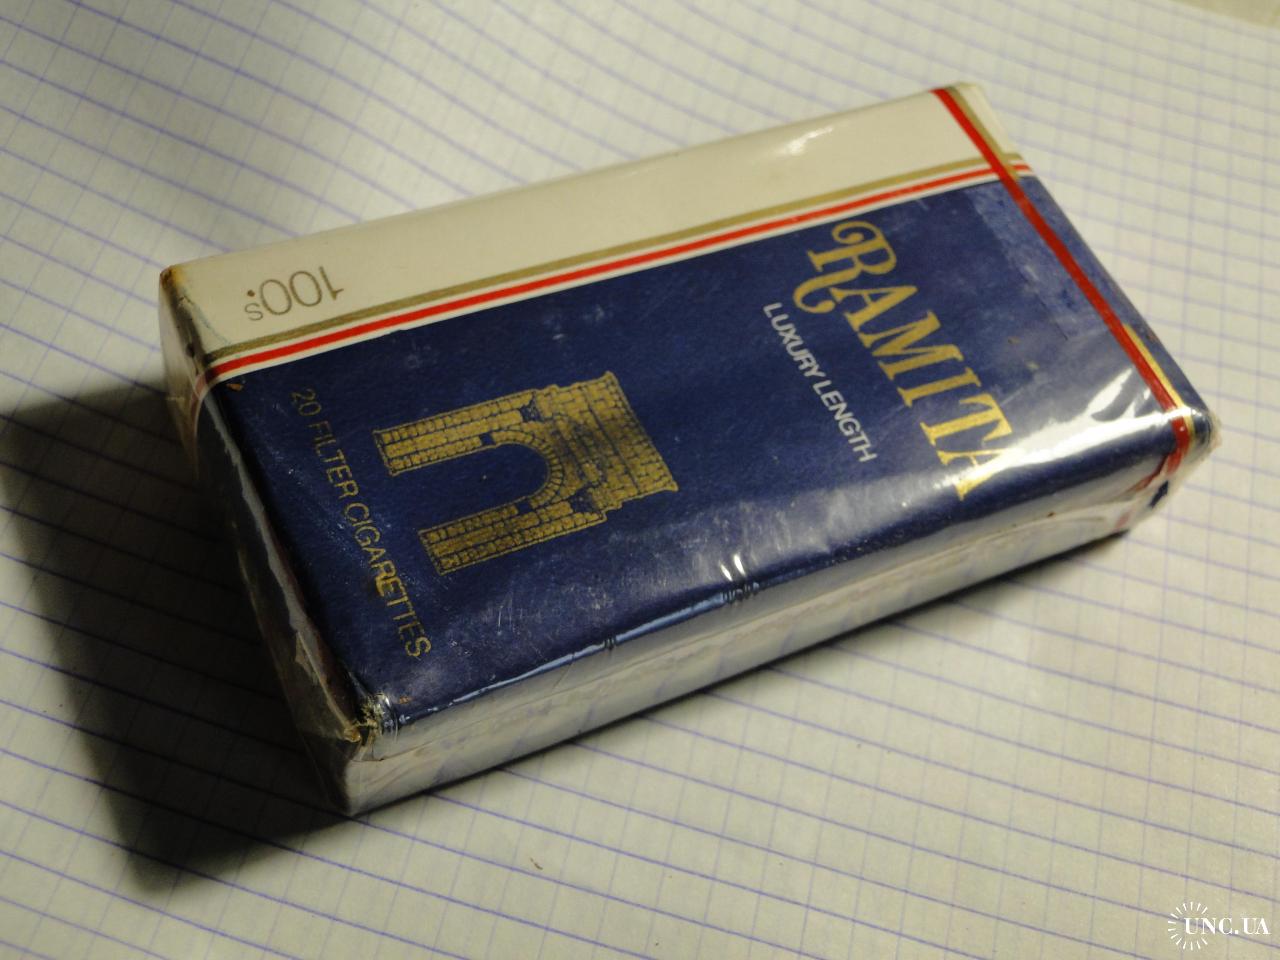 RAMITA
LUXURY LENGTH
20 FILTER CIGARETTES
100's
UNC.UA